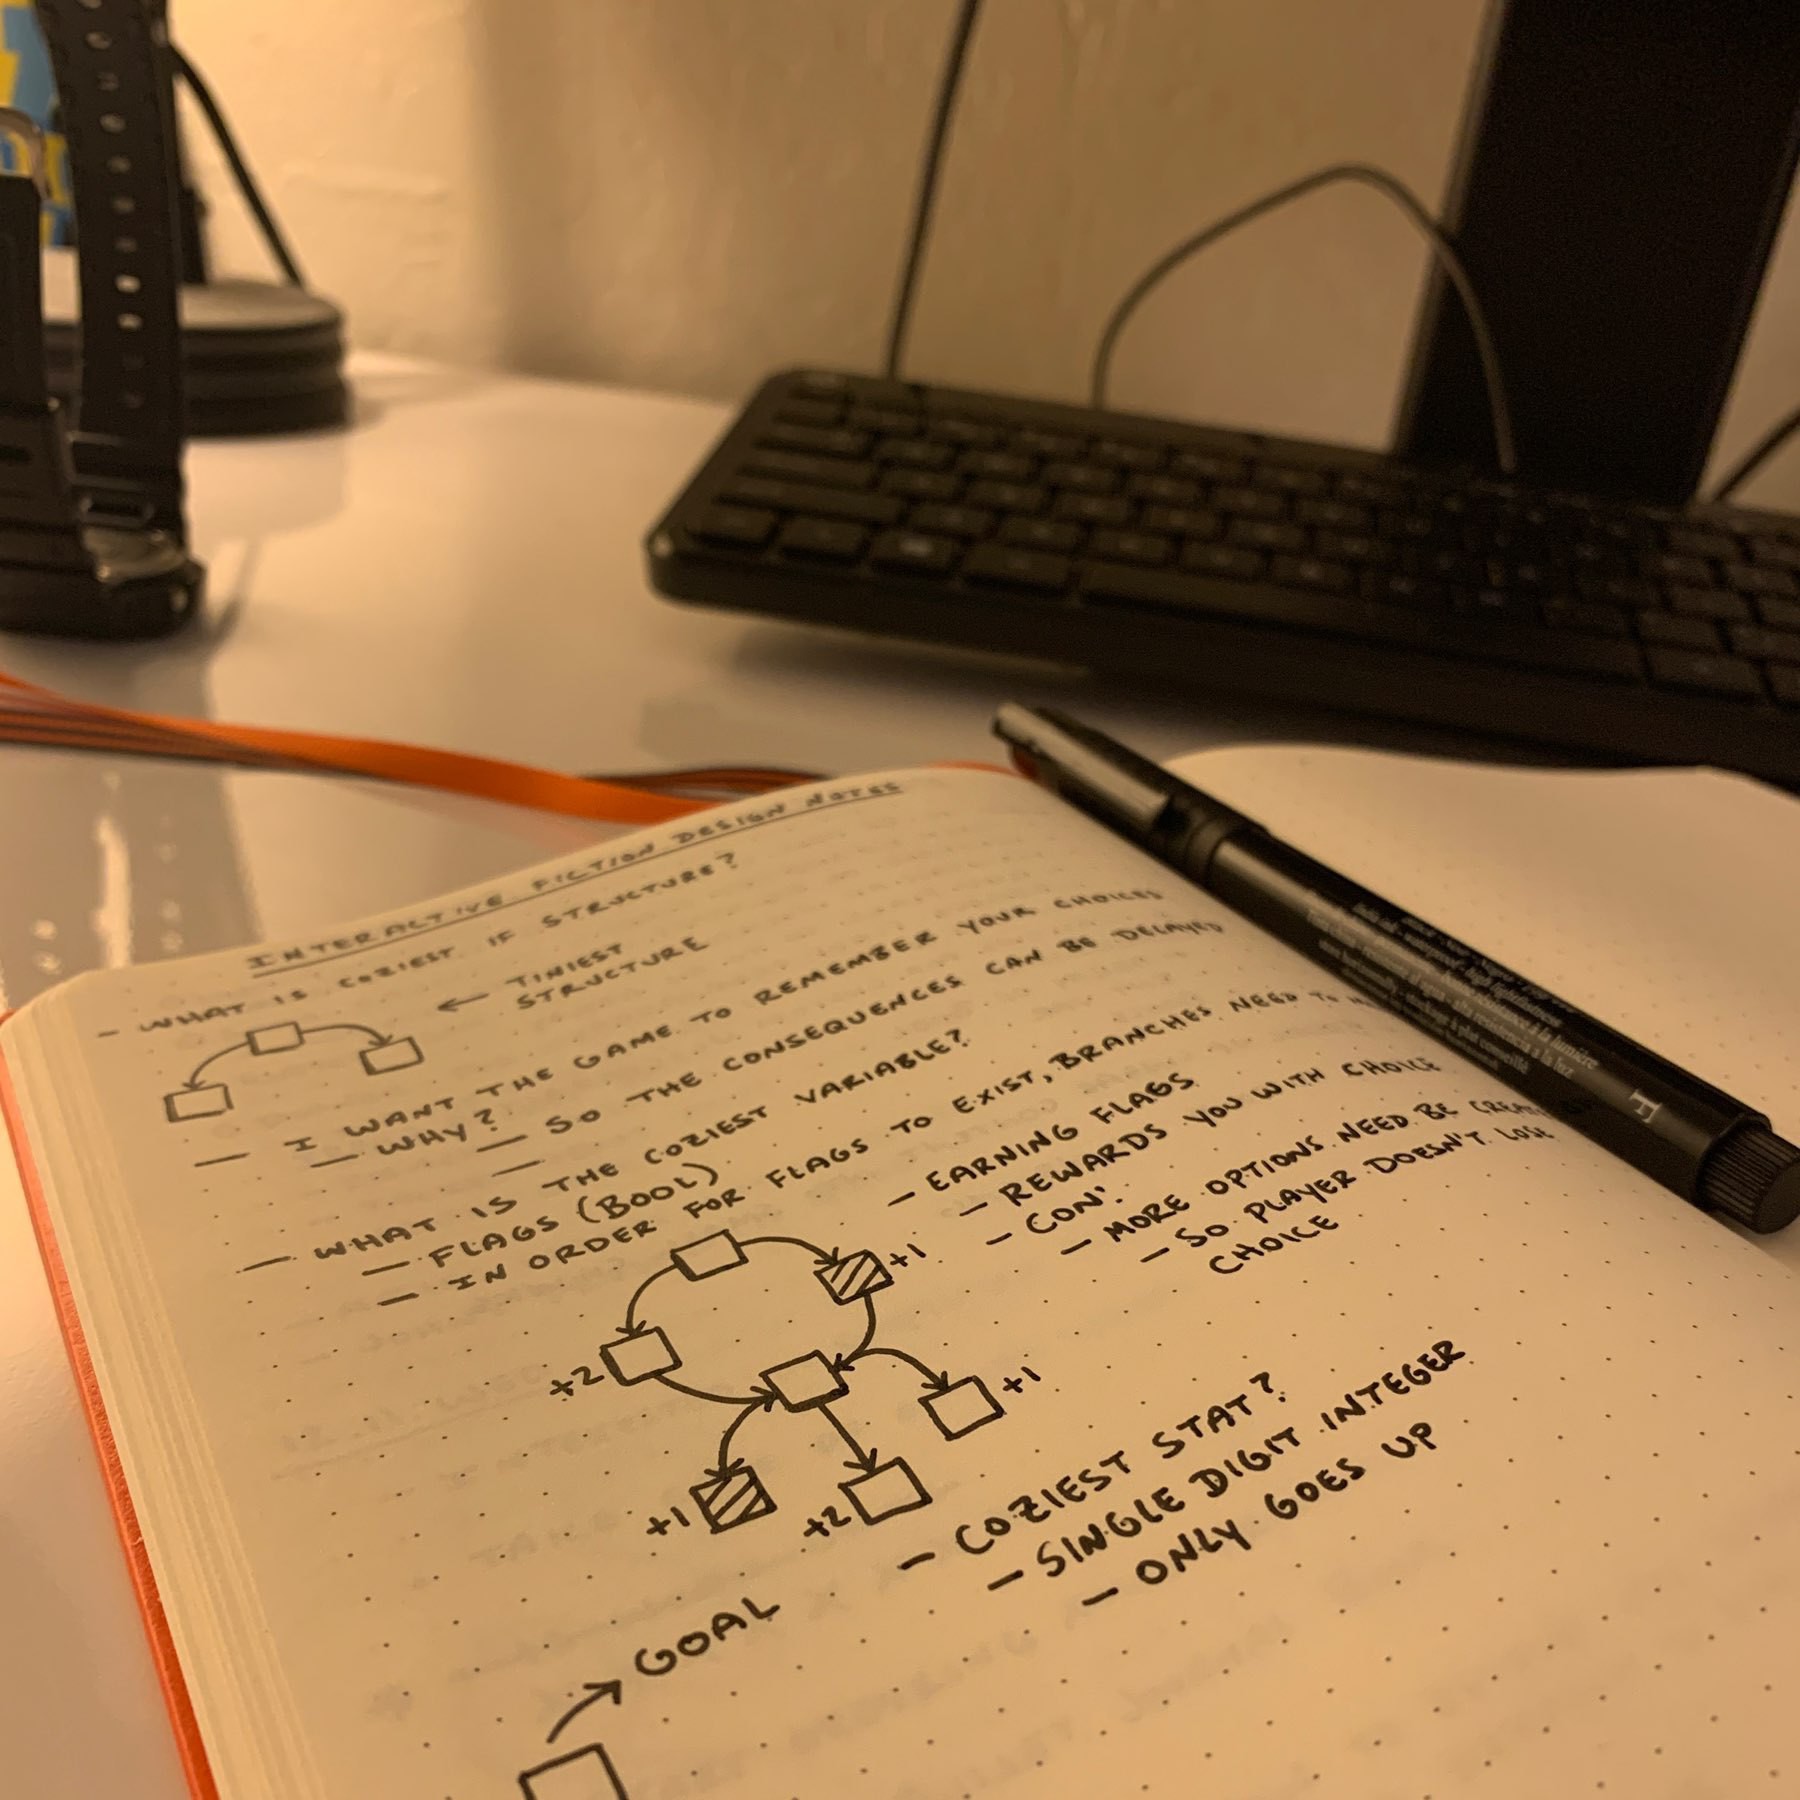 INTERACTIVE FICTION DESIGN NOTES
- WHAT IS COZIEST IF STRUCTURE?
← TINIEST
STRUCTURE
- I WANT THE GAME TO REMEMBER YOUR CHOICES
- WHY?
- SO THE CONSEQUENCES CAN BE DELAYED
-
- WHAT IS THE COZIEST VARIABLE?
- FLAGS (BOOL)
- IN ORDER FOR FLAGS TO EXIST, BRANCHES NEED TO
- EARNING FLAGS
- REWARDS YOU WITH CHOICE
- CON:
- MORE OPTIONS NEED BE
- SO PLAYER DOESN'T LOSE
CHOICE
+1
+2
+1
+1
+2
- COZIEST STAT?
- SINGLE DIGIT INTEGER
- ONLY GOES UP
GOAL